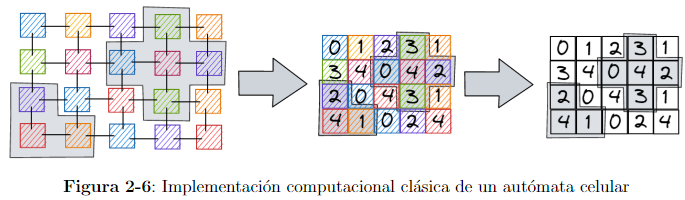 0 1 2 3 1 0 1 2 3 1
3 4 0 4 2 3 4 0 4 2
2 0 4 3 1 2 0 4 3 1
4 1 0 2 4 4 1 0 2 4
Figura 2-6: Implementación computacional clásica de un autómata celular